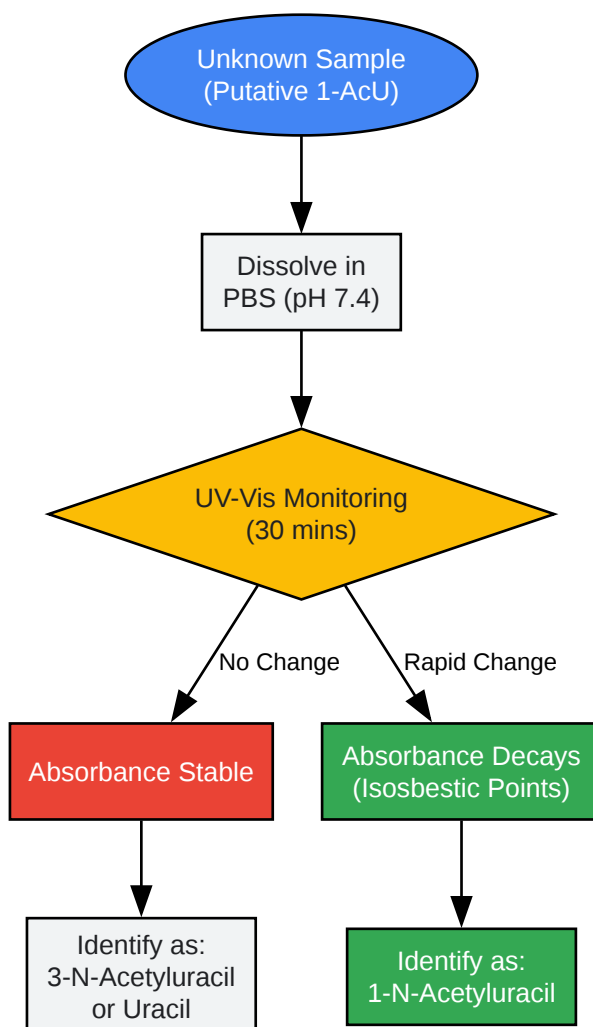 Unknown Sample
(Putative 1-AcU)
Dissolve in
PBS (pH 7.4)
UV-Vis Monitoring
(30 mins)
No Change
Rapid Change
Absorbance Stable
Absorbance Decays
(Isosbestic Points)
Identify as:
3-N-Acetyluracil
or Uracil
Identify as:
1-N-Acetyluracil